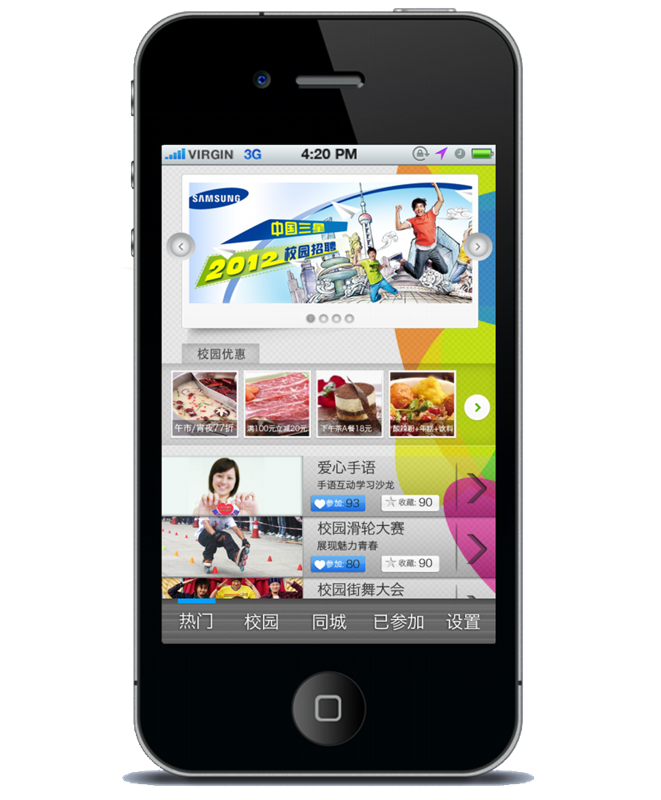 VIRGIN 3G 4:20 PM
SAMSUNG
中国三星
2012 校园招聘
校园优惠
午市/宵夜77折
满100元立减20元
下午茶A餐18元
酸辣粉+年糕+饮料
爱心手语
手语互动学习沙龙
参加: 93 收藏: 90
校园滑轮大赛
展现魅力青春
参加: 80 收藏: 90
校园街舞大会
热门 校园 同城 已参加 设置